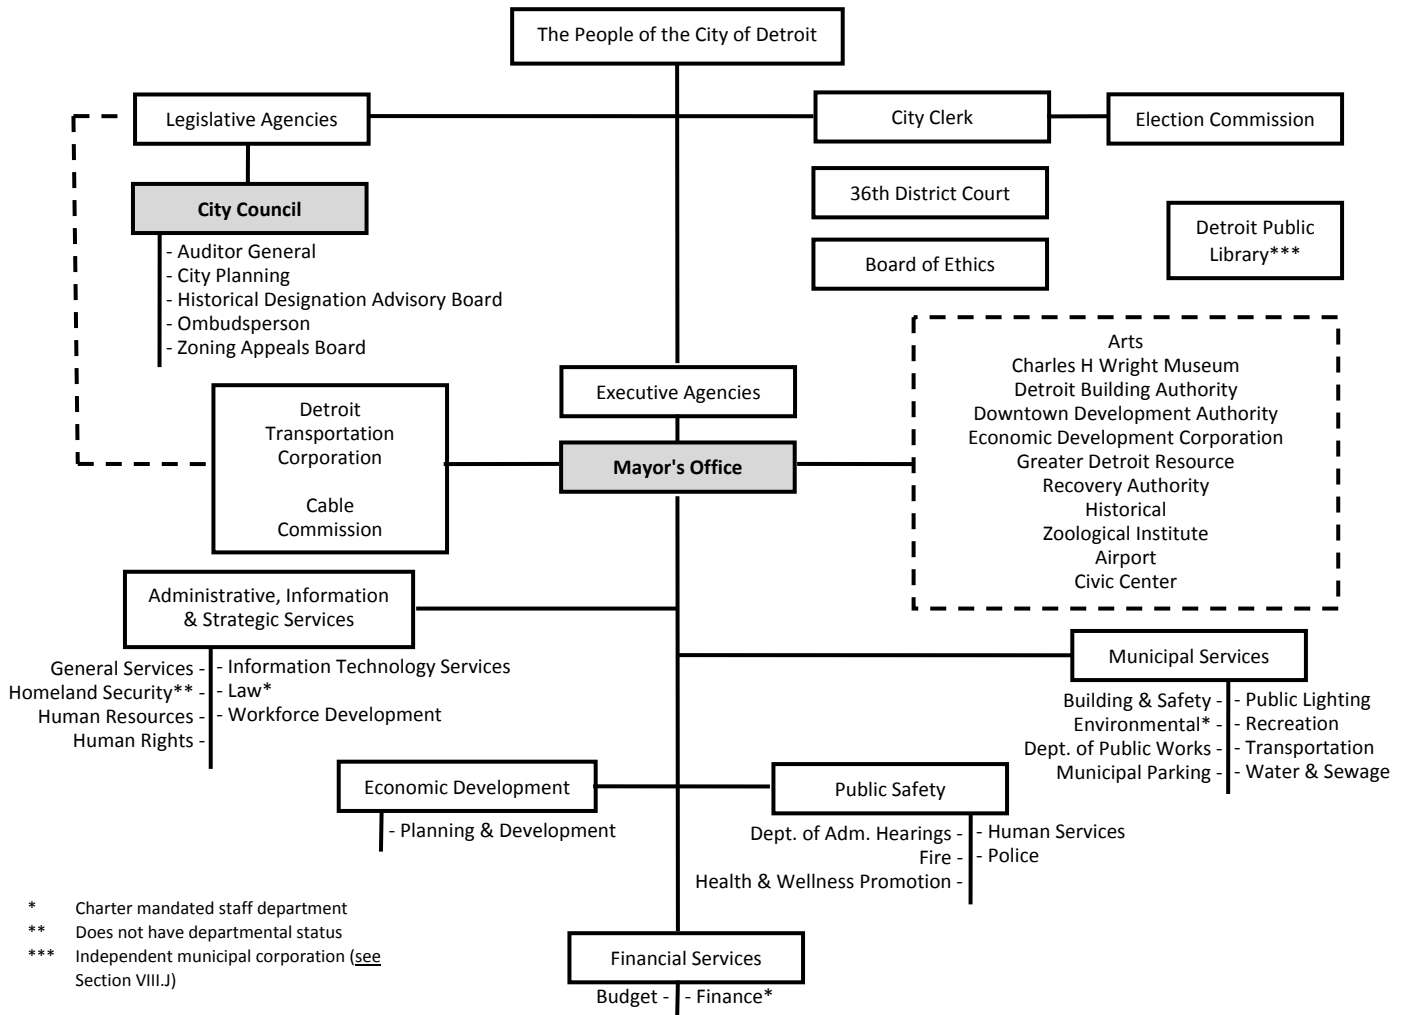 The People of the City of Detroit
Legislative Agencies
City Clerk
Election Commission
City Council
- Auditor General
- City Planning
- Historical Designation Advisory Board
- Ombudsperson
- Zoning Appeals Board
36th District Court
Board of Ethics
Detroit Public
Library***
Executive Agencies
Mayor's Office
Detroit
Transportation
Corporation
Cable
Commission
Arts
Charles H Wright Museum
Detroit Building Authority
Downtown Development Authority
Economic Development Corporation
Greater Detroit Resource
Recovery Authority
Historical
Zoological Institute
Airport
Civic Center
Administrative, Information
& Strategic Services
General Services -
Homeland Security** -
Human Resources -
Human Rights -
- Information Technology Services
- Law*
- Workforce Development
Municipal Services
Building & Safety -
Environmental* -
Dept. of Public Works -
Municipal Parking -
- Public Lighting
- Recreation
- Transportation
- Water & Sewage
Economic Development
- Planning & Development
Public Safety
Dept. of Adm. Hearings -
Fire -
Health & Wellness Promotion -
- Human Services
- Police
Financial Services
Budget -
- Finance*
* Charter mandated staff department
** Does not have departmental status
*** Independent municipal corporation (see
Section VIII.J)